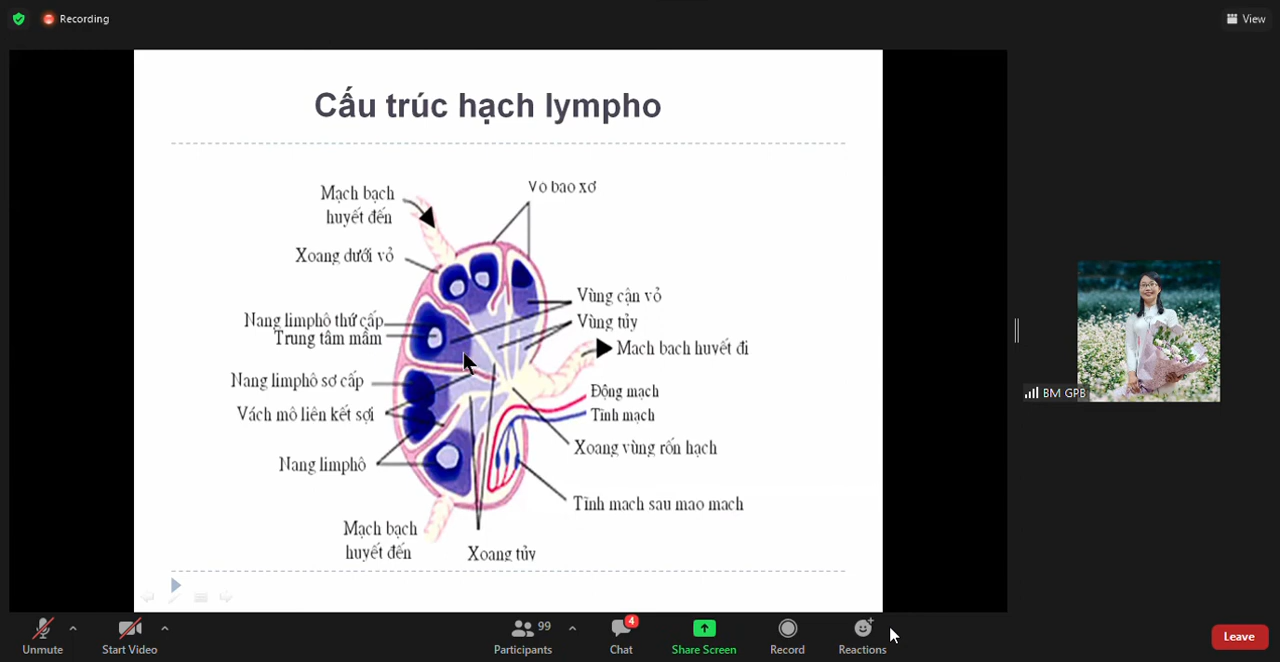 Recording
View
Cấu trúc hạch lympho
Mạch bạch
huyết đến
Vỏ bao xơ
Xoang dưới vỏ
Vùng cận vỏ
Nang limphô thứ cấp
Vùng tủy
Trung tâm mầm
Mạch bạch huyết đi
Nang limphô sơ cấp
Động mạch
Vách mô liên kết sợi
Tĩnh mạch
BM GPB
Xoang vùng rốn hạch
Nang limphô
Tĩnh mạch sau mao mạch
Mạch bạch
huyết đến
Xoang tủy
Unmute
Start Video
99
Participants
4
Chat
Share Screen
Record
Reactions
Leave